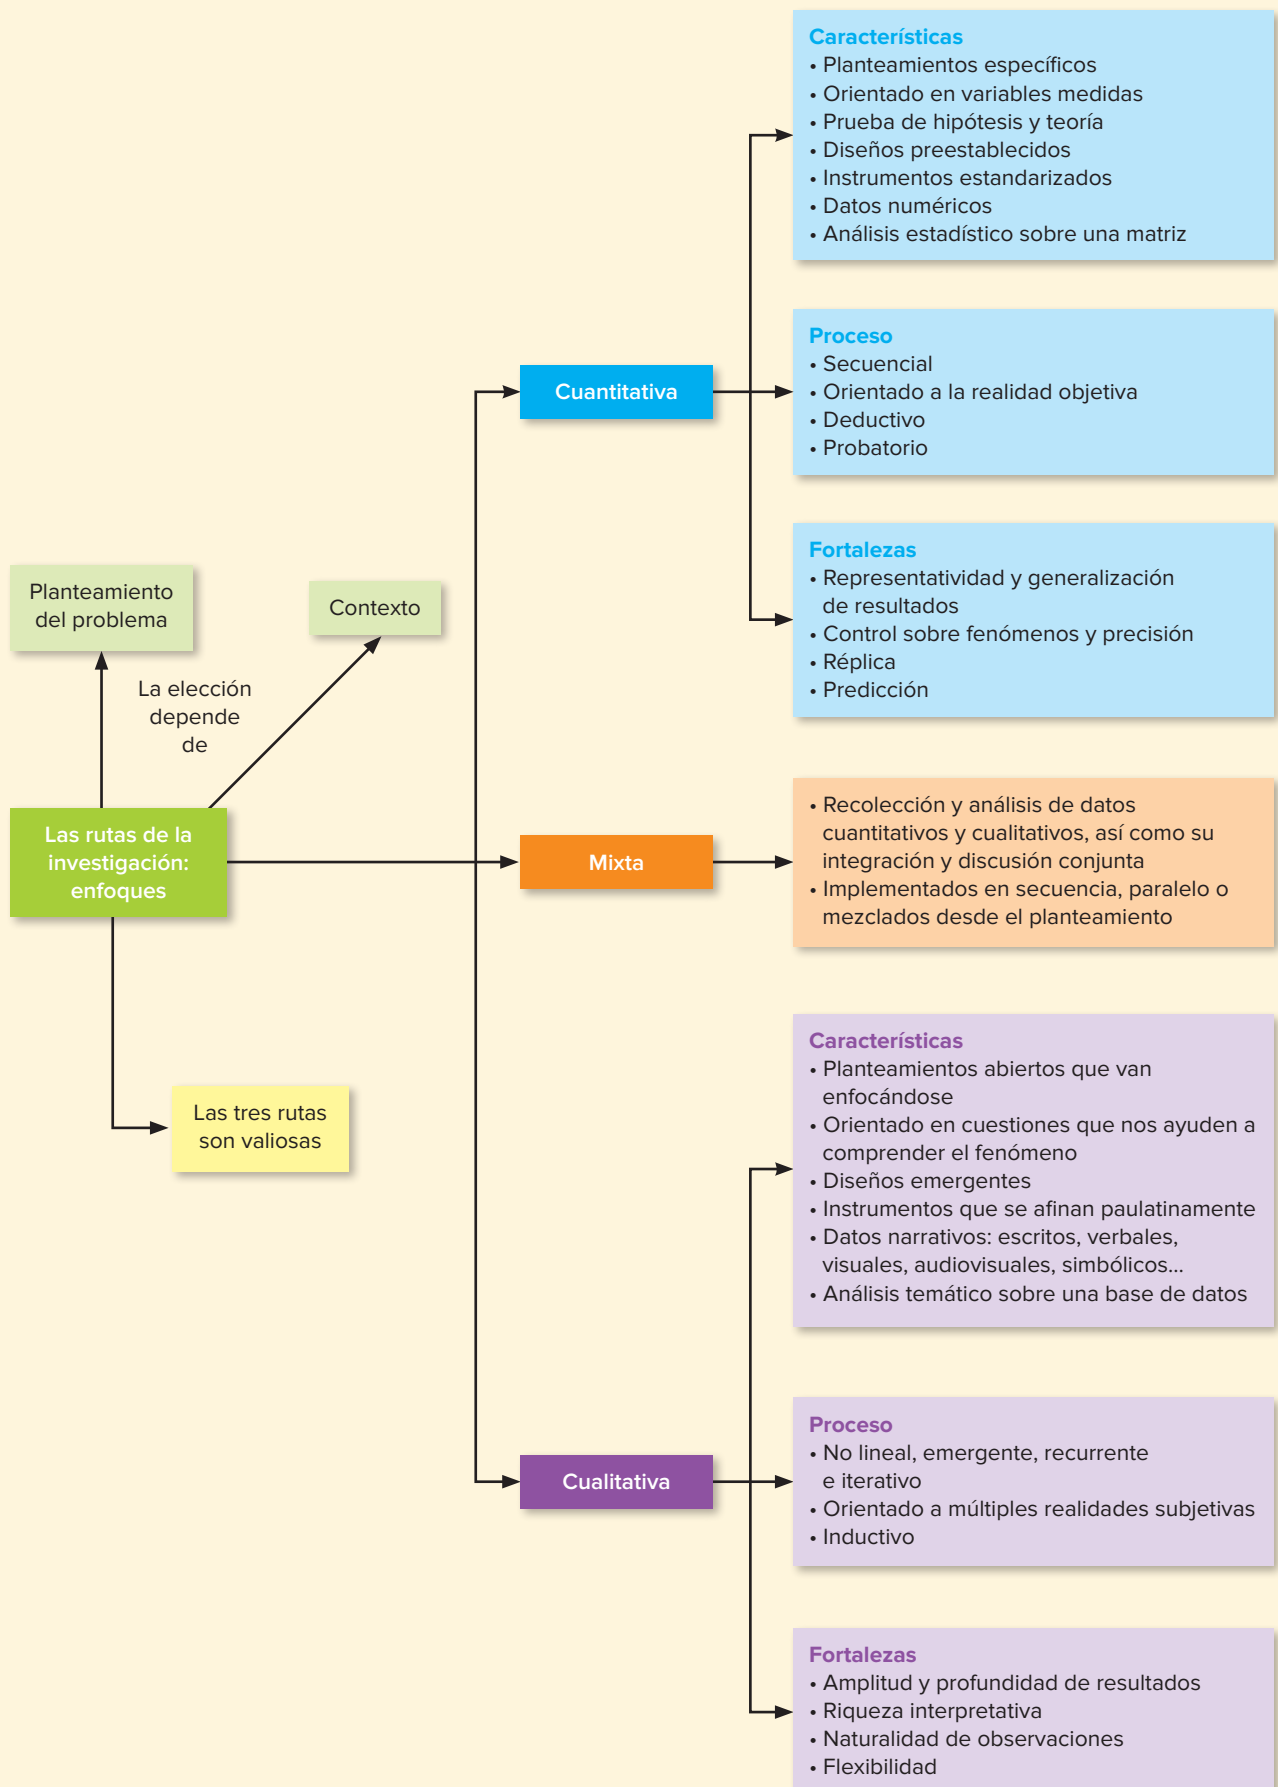 Características
• Planteamientos específicos
• Orientado en variables medidas
• Prueba de hipótesis y teoría
• Diseños preestablecidos
• Instrumentos estandarizados
• Datos numéricos
• Análisis estadístico sobre una matriz
Proceso
• Secuencial
• Orientado a la realidad objetiva
• Deductivo
• Probatorio
Cuantitativa
Fortalezas
• Representatividad y generalización
de resultados
• Control sobre fenómenos y precisión
• Réplica
• Predicción
Planteamiento
del problema
Contexto
La elección
depende
de
Las rutas de la
investigación:
enfoques
Mixta
• Recolección y análisis de datos
cuantitativos y cualitativos, así como su
integración y discusión conjunta
• Implementados en secuencia, paralelo o
mezclados desde el planteamiento
Las tres rutas
son valiosas
Características
• Planteamientos abiertos que van
enfocándose
• Orientado en cuestiones que nos ayuden a
comprender el fenómeno
• Diseños emergentes
• Instrumentos que se afinan paulatinamente
• Datos narrativos: escritos, verbales,
visuales, audiovisuales, simbólicos...
• Análisis temático sobre una base de datos
Cualitativa
Proceso
• No lineal, emergente, recurrente
e iterativo
• Orientado a múltiples realidades subjetivas
• Inductivo
Fortalezas
• Amplitud y profundidad de resultados
• Riqueza interpretativa
• Naturalidad de observaciones
• Flexibilidad